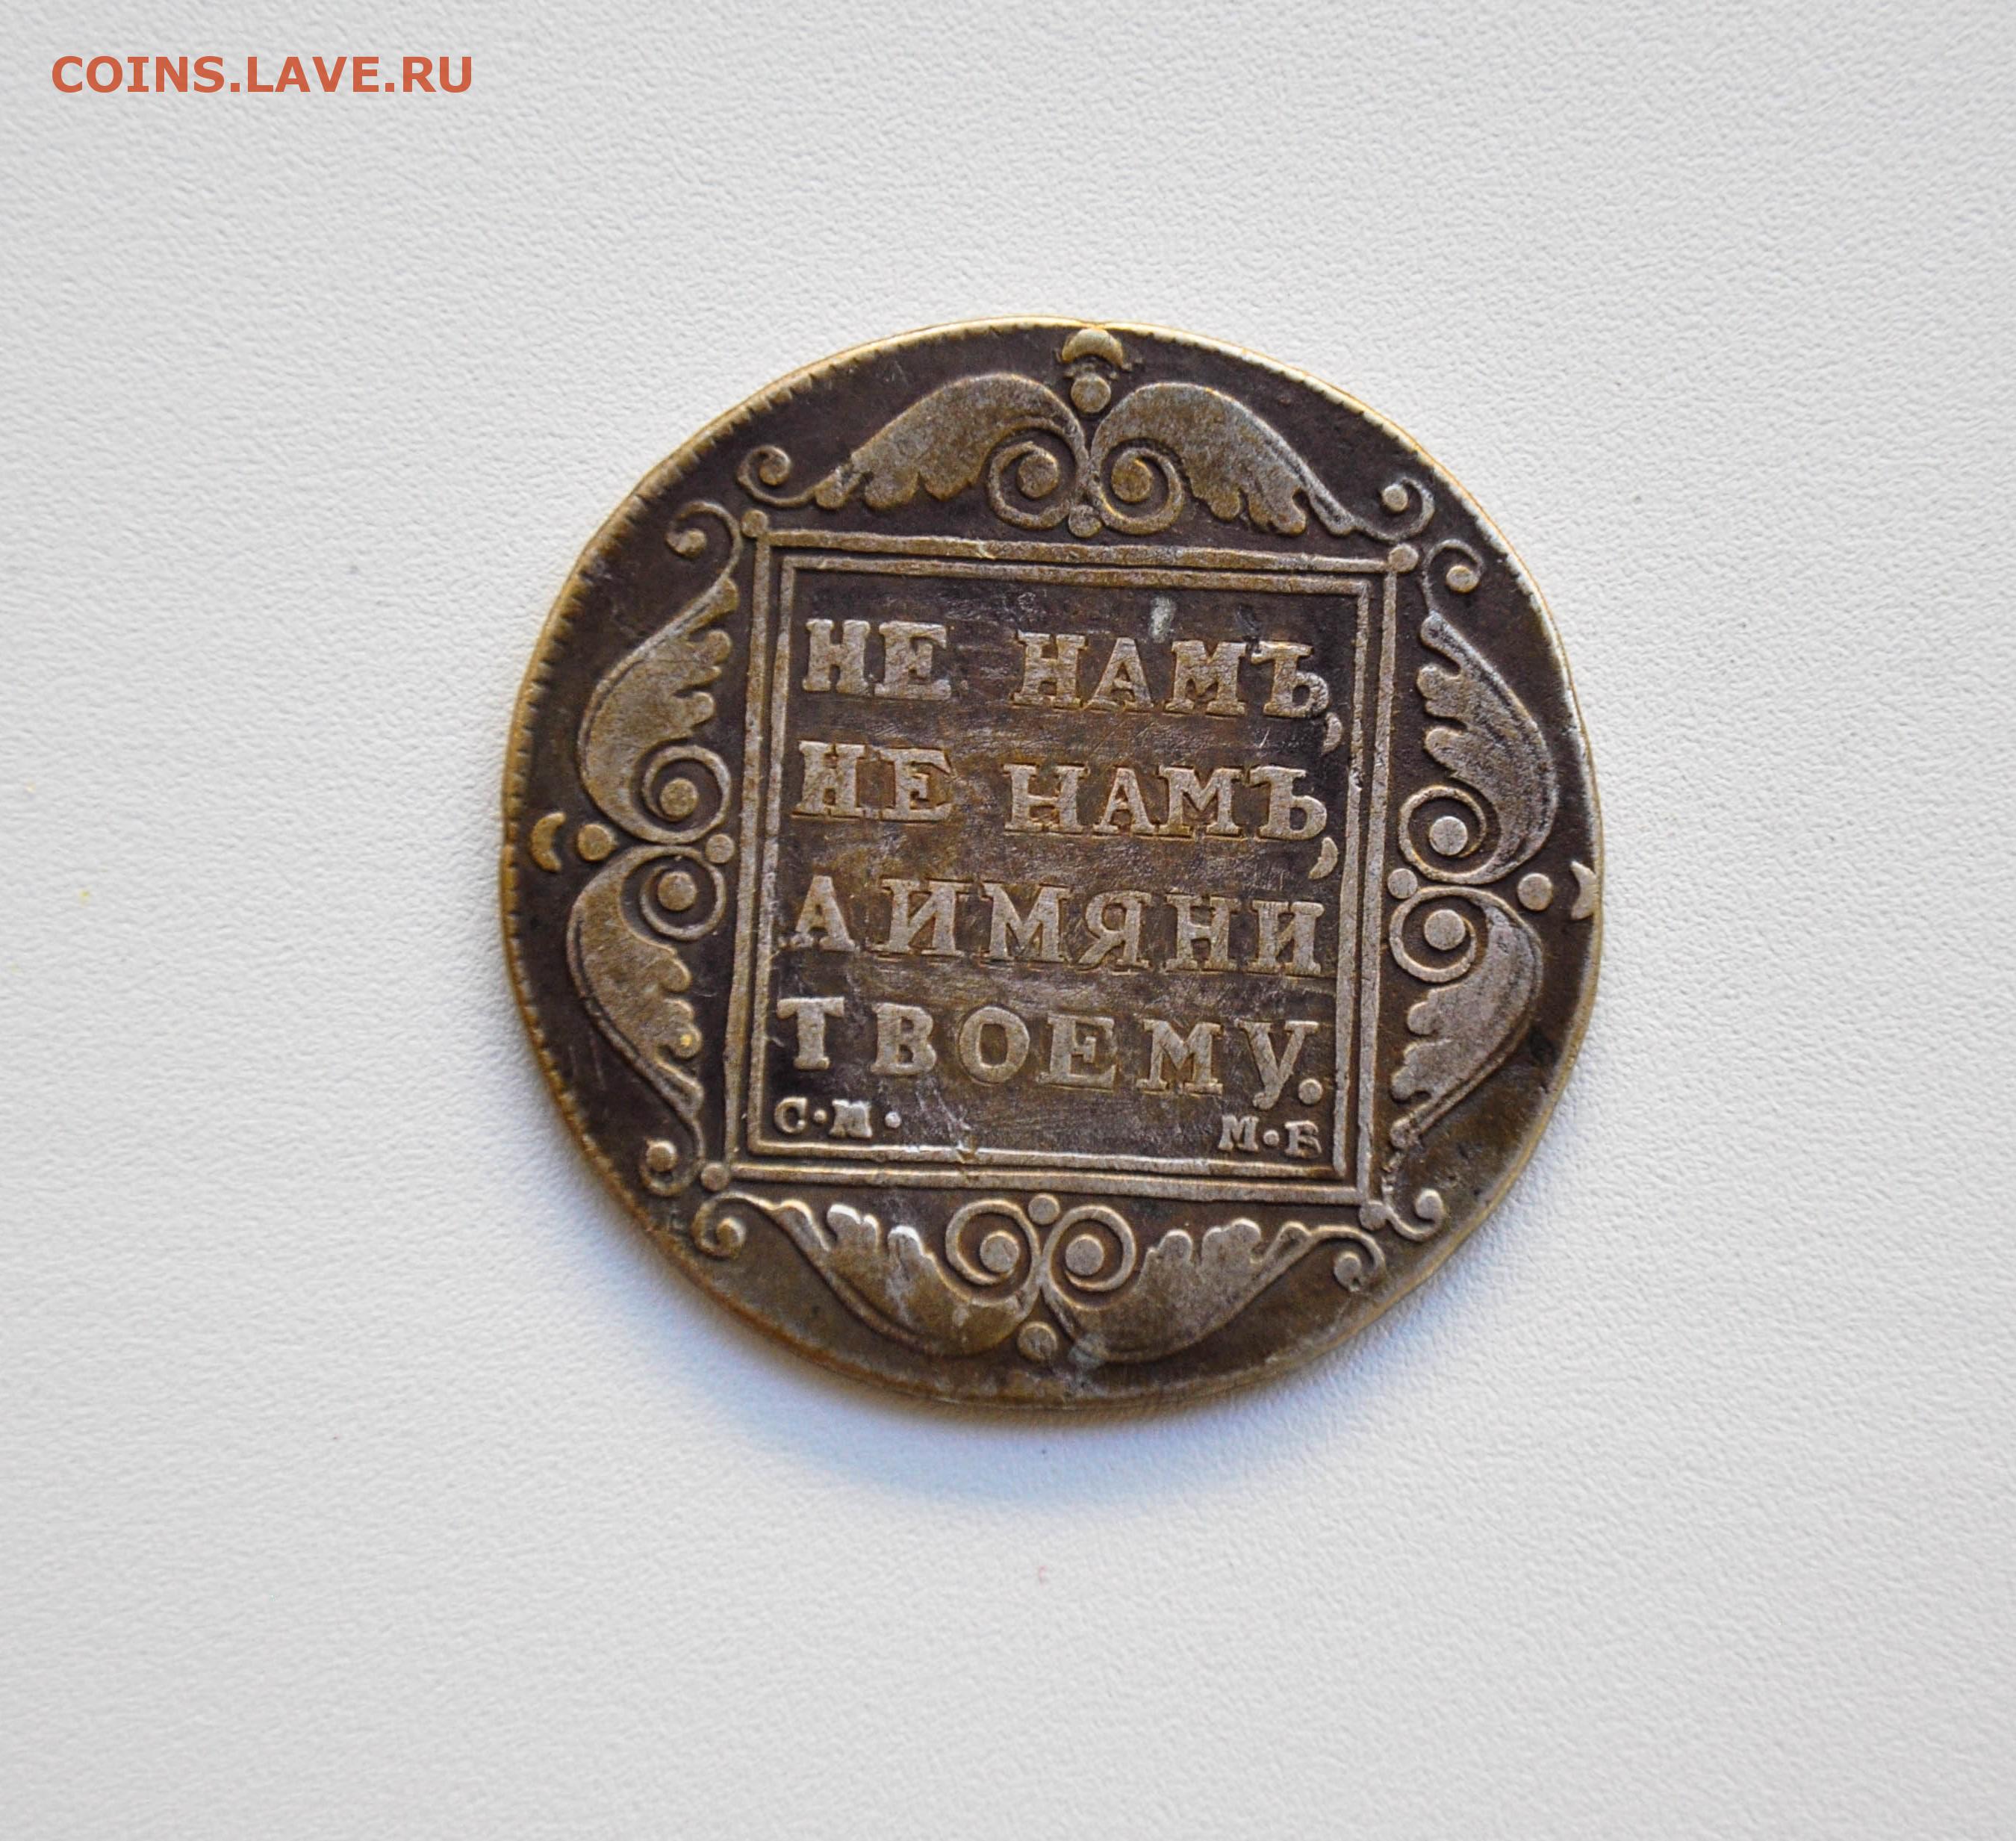 COINS.LAVE.RU
НЕ НАМЪ,
НЕ НАМЪ,
А ИМЯНИ
ТВОЕМУ.
С·М· М·Б